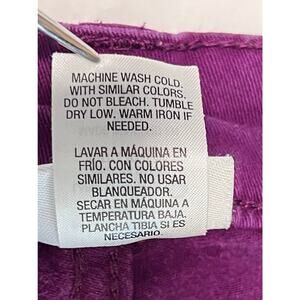 MACHINE WASH COLD.
WITH SIMILAR COLORS.
DO NOT BLEACH. TUMBLE
DRY LOW. WARM IRON IF
NEEDED.
LAVAR A MÁQUINA EN
FRÍO. CON COLORES
SIMILARES. NO USAR
BLANQUEADOR.
SECAR EN MÁQUINA A
TEMPERATURA BAJA.
PLANCHA TIBIA SI ES
NECESARIO.